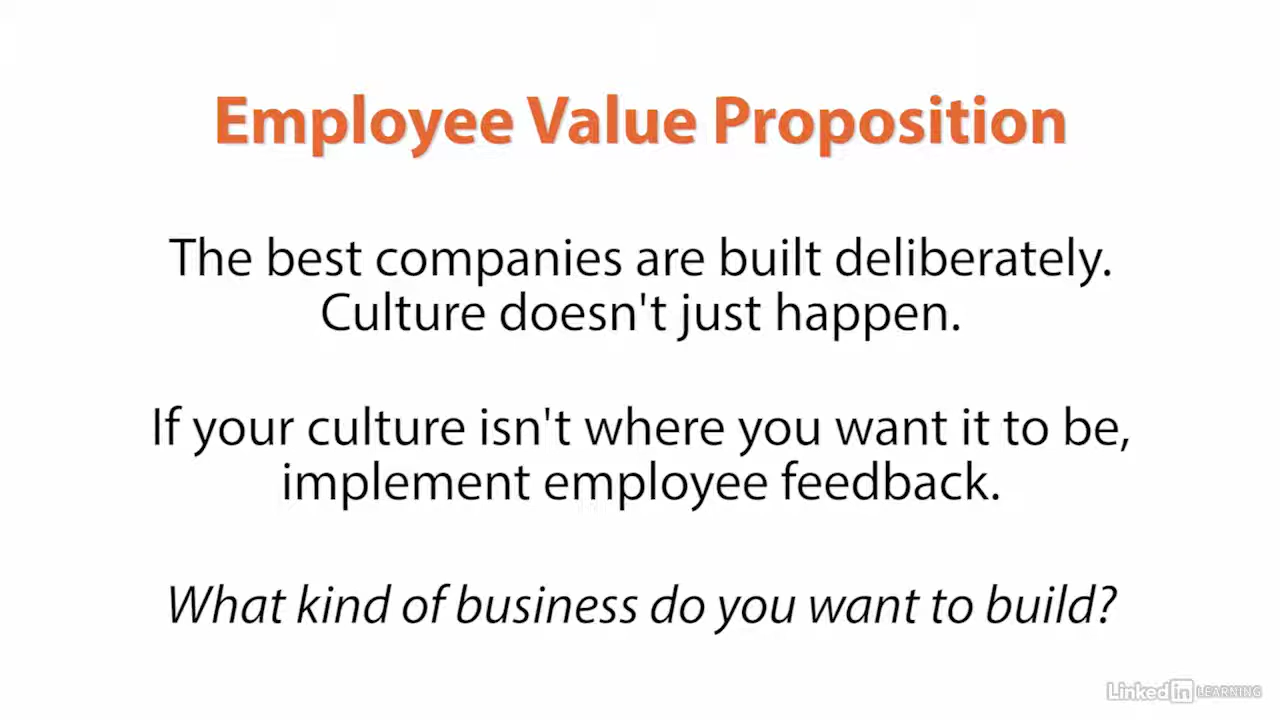 Employee Value Proposition
The best companies are built deliberately.
Culture doesn't just happen.
If your culture isn't where you want it to be,
implement employee feedback.
What kind of business do you want to build?
Linked in LEARNING